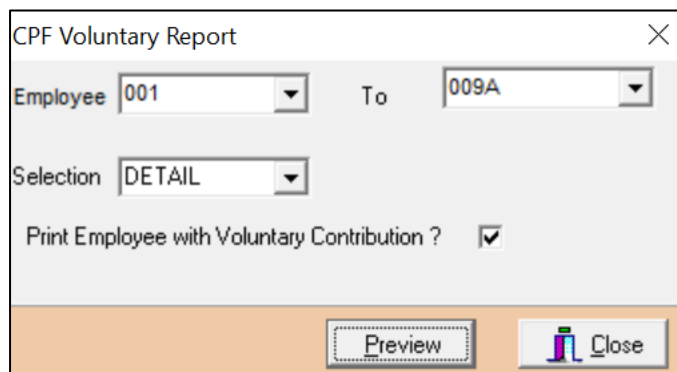 CPF Voluntary Report
Employee 001 To 009A
Selection DETAIL
Print Employee with Voluntary Contribution ?
Preview Close